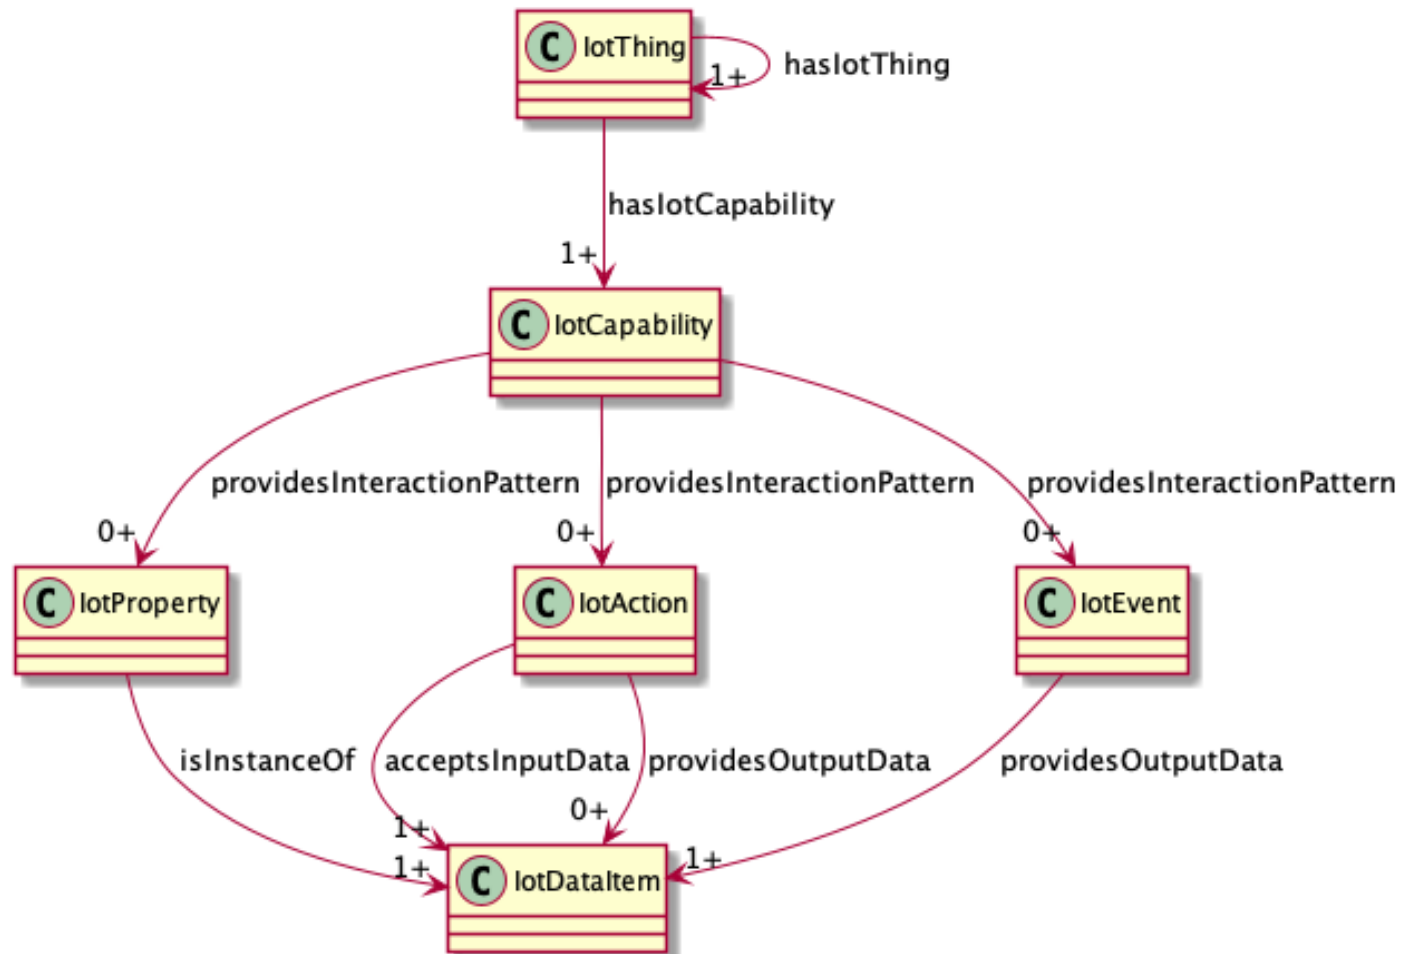 C IotThing
hasIotThing
1+
hasIotCapability
1+
C IotCapability
providesInteractionPattern providesInteractionPattern providesInteractionPattern
0+ 0+ 0+
C IotProperty C IotAction C IotEvent
isInstanceOf acceptsInputData providesOutputData providesOutputData
0+
1+
1+ 1+
C IotDataItem